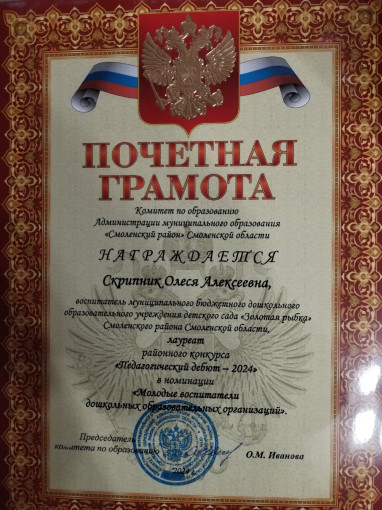 ПОЧЕТНАЯ
ГРАМОТА
Комитет по образованию
Администрации муниципального образования
«Смоленский район» Смоленской области
НАГРАЖДАЕТСЯ
Скрипник Олеся Алексеевна,
воспитатель муниципального бюджетного дошкольного
образовательного учреждения детского сада «Золотая рыбка»
Смоленского района Смоленской области,
лауреат
районного конкурса
«Педагогический дебют – 2024»
в номинации
«Молодые воспитатели
дошкольных образовательных организаций».
Председатель
комитета по образованию
О.М. Иванова